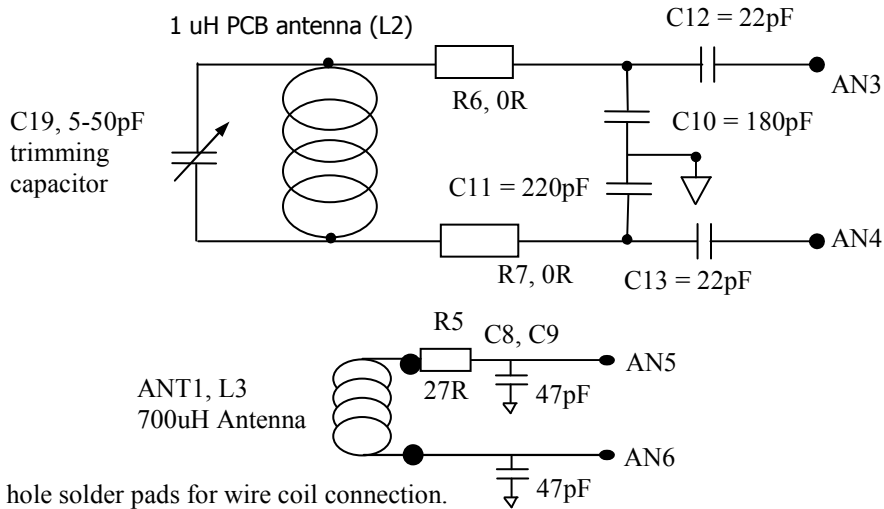 1 uH PCB antenna (L2)
C12 = 22pF
R6, 0R
AN3
C19, 5-50pF
trimming
capacitor
C10 = 180pF
C11 = 220pF
R7, 0R
AN4
C13 = 22pF
R5
C8, C9
27R
47pF
AN5
ANT1, L3
700uH Antenna
AN6
47pF
hole solder pads for wire coil connection.